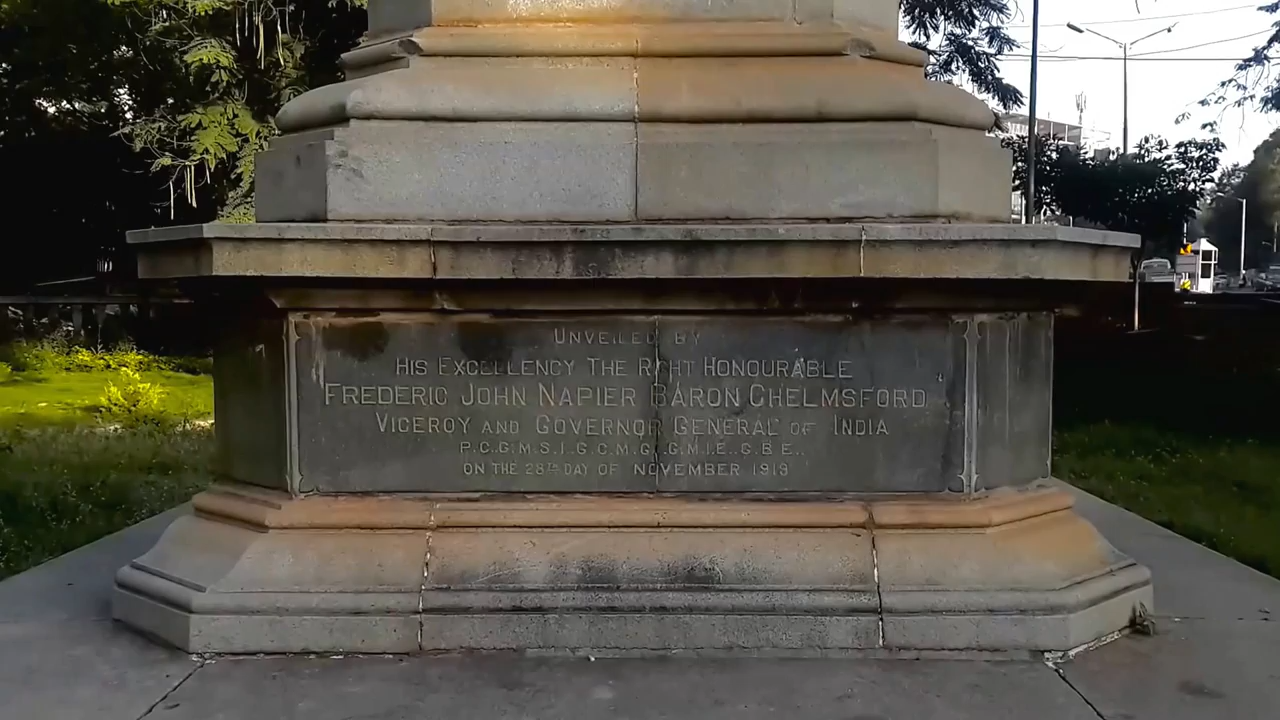 UNVEILED BY
HIS EXCELLENCY THE RIGHT HONOURABLE
FREDERIC JOHN NAPIER BARON CHELMSFORD
VICEROY AND GOVERNOR GENERAL OF INDIA
P.C.G.M.S.I.G.C.M.G.G.M.I.E..G.B.E..
ON THE 28TH DAY OF NOVEMBER 1919